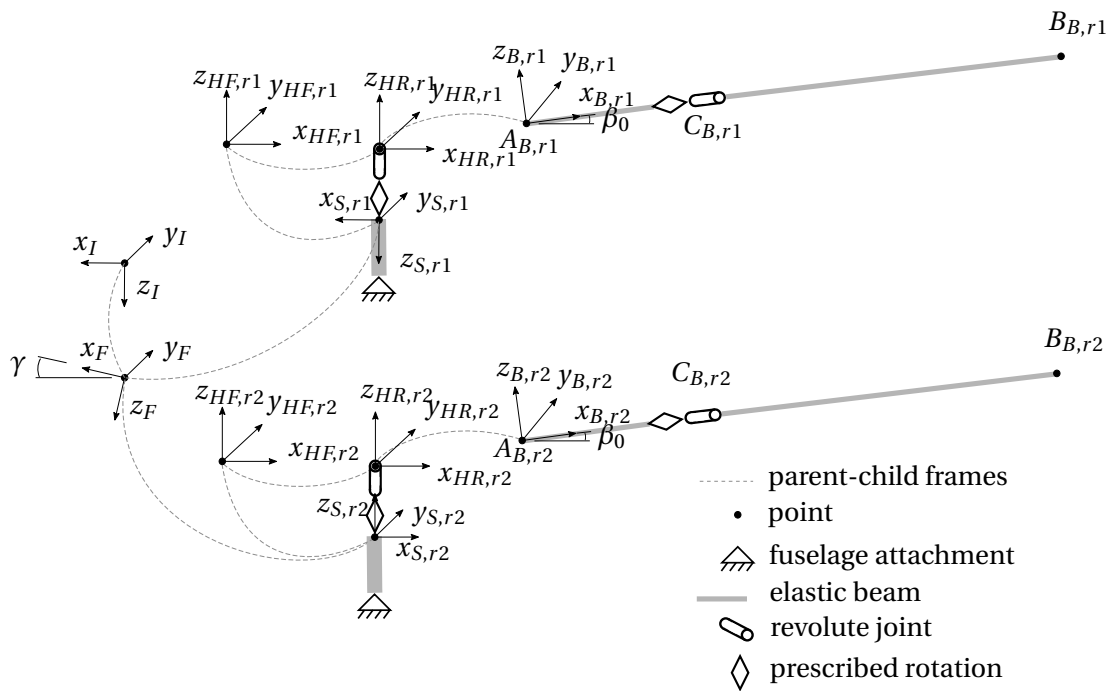 B_{B,r1}
z_{B,r1}
y_{B,r1}
z_{HF,r1}
y_{HF,r1}
z_{HR,r1}
y_{HR,r1}
x_{B,r1}
β_0
C_{B,r1}
x_{HF,r1}
A_{B,r1}
x_{HR,r1}
x_{S,r1}
y_{S,r1}
x_I
y_I
z_{S,r1}
z_I
B_{B,r2}
γ
x_F
y_F
z_{B,r2}
y_{B,r2}
C_{B,r2}
z_F
z_{HF,r2}
y_{HF,r2}
z_{HR,r2}
y_{HR,r2}
x_{B,r2}
β_0
x_{HF,r2}
A_{B,r2}
x_{HR,r2}
z_{S,r2}
y_{S,r2}
x_{S,r2}
parent-child frames
point
fuselage attachment
elastic beam
revolute joint
prescribed rotation